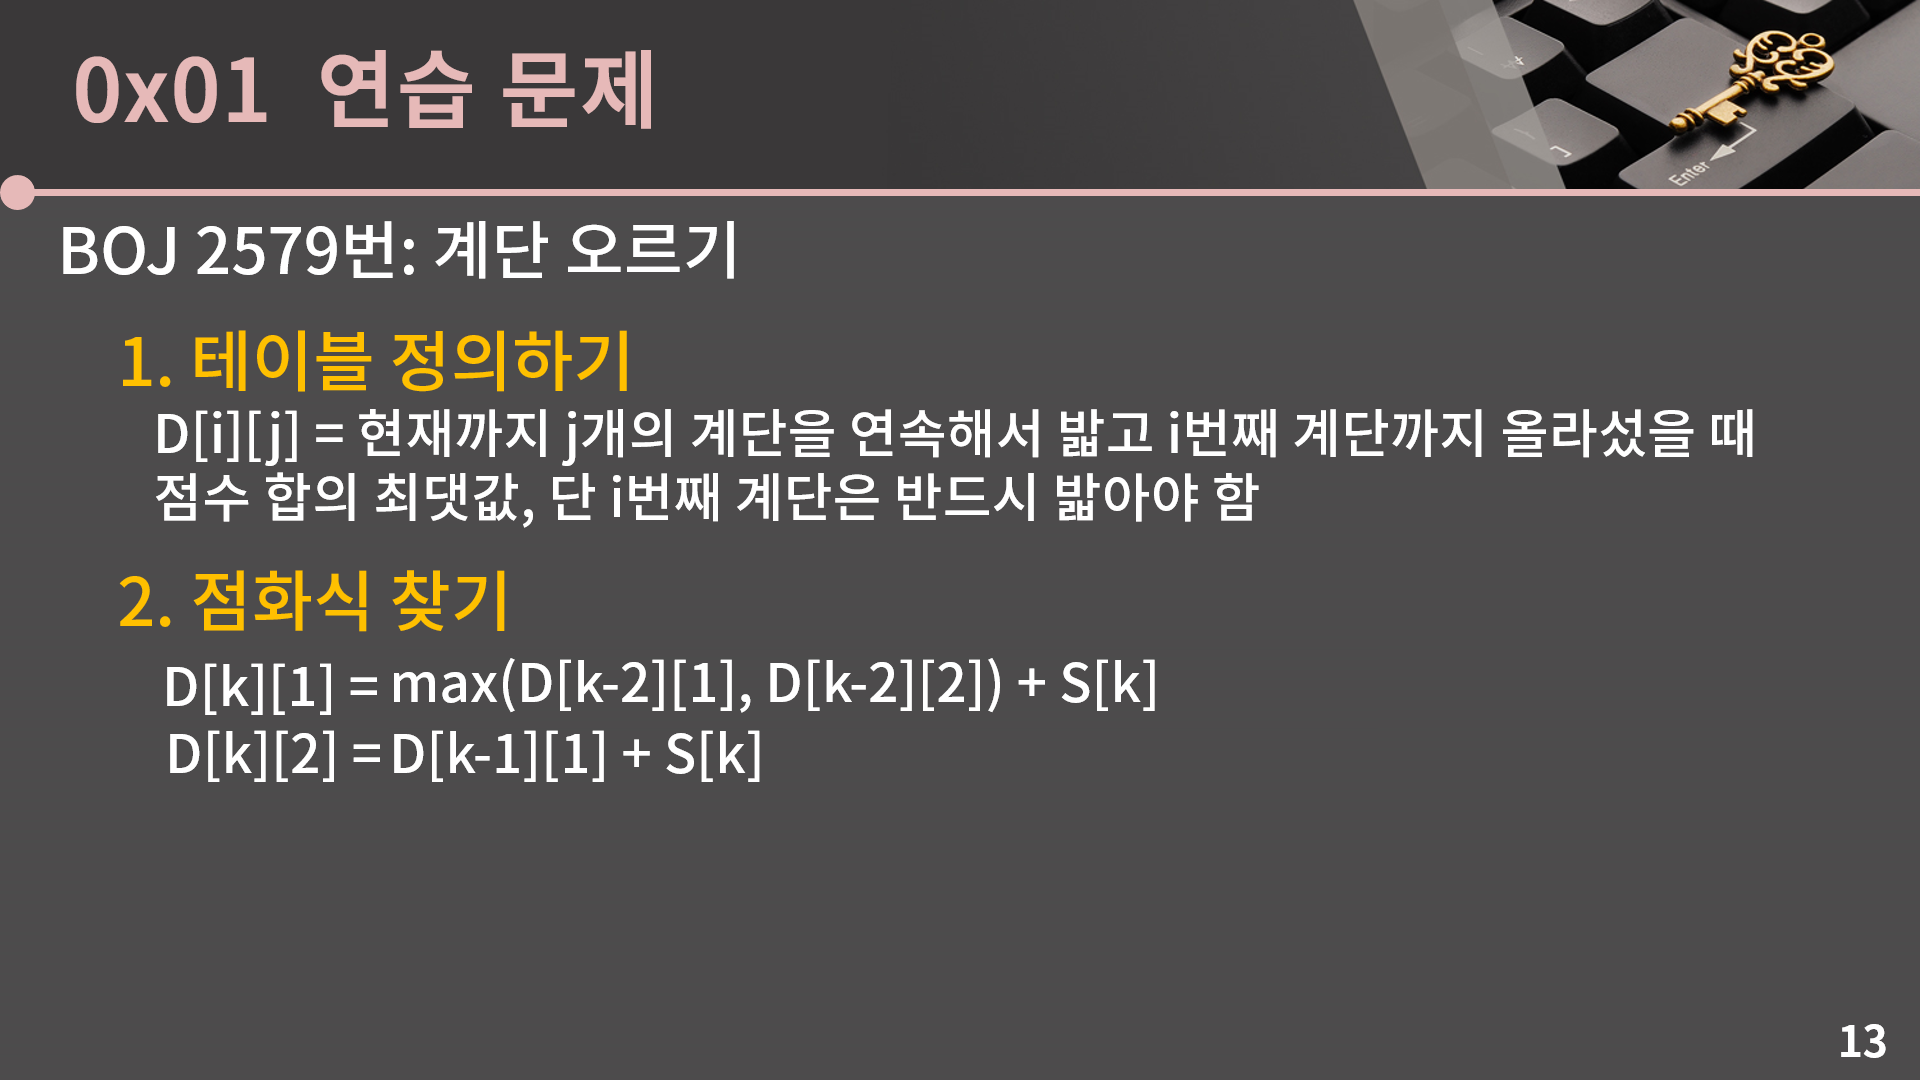 0x01 연습 문제
Enter
BOJ 2579번: 계단 오르기
1. 테이블 정의하기
D[i][j] = 현재까지 j개의 계단을 연속해서 밟고 i번째 계단까지 올라섰을 때
점수 합의 최댓값, 단 i번째 계단은 반드시 밟아야 함
2. 점화식 찾기
D[k][1] = max(D[k-2][1], D[k-2][2]) + S[k]
D[k][2] = D[k-1][1] + S[k]
13